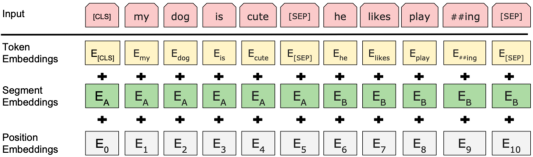 Input [CLS] my dog is cute [SEP] he likes play ##ing [SEP]
Token
Embeddings E[CLS] Emy Edog Eis Ecute E[SEP] Ehe Elikes Eplay E##ing E[SEP]
+ + + + + + + + + + +
Segment
Embeddings EA EA EA EA EA EA EB EB EB EB EB
+ + + + + + + + + + +
Position
Embeddings E0 E1 E2 E3 E4 E5 E6 E7 E8 E9 E10